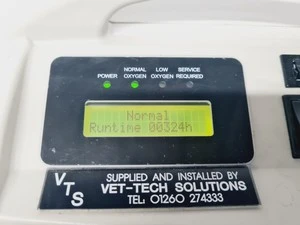 POWER
NORMAL OXYGEN
LOW OXYGEN
SERVICE REQUIRED
Normal
Runtime 00324h
VTS
SUPPLIED AND INSTALLED BY
VET-TECH SOLUTIONS
TEL: 01260 274333